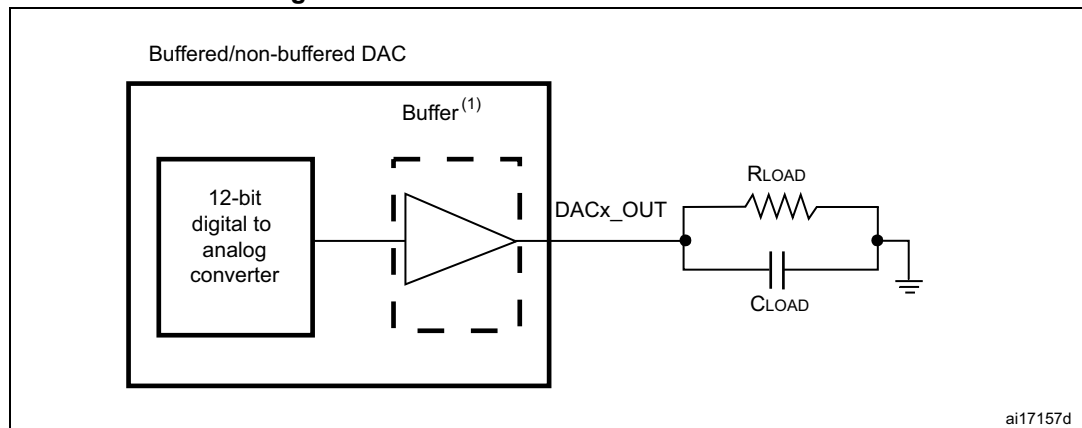 Buffered/non-buffered DAC
Buffer(1)
12-bit
digital to
analog
converter
DACx_OUT
RLOAD
CLOAD
ai17157d